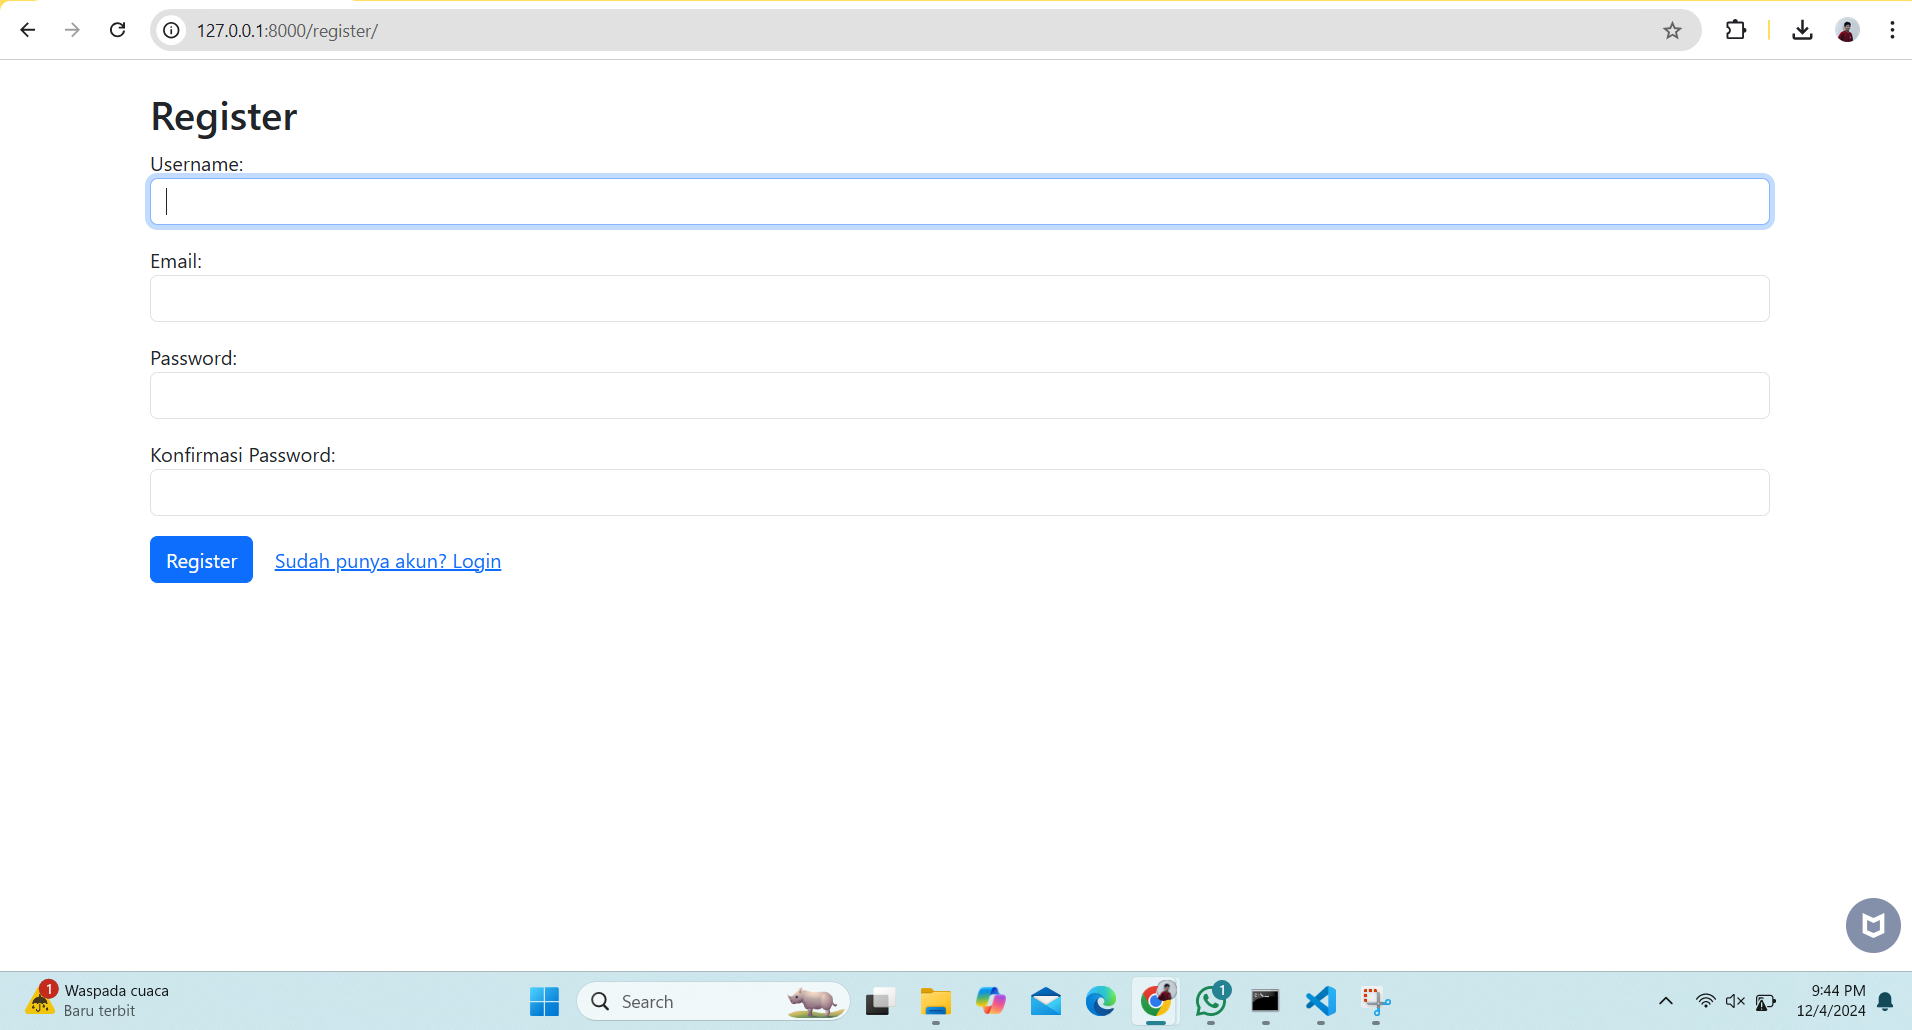 127.0.0.1:8000/register/
Register
Username:
Email:
Password:
Konfirmasi Password:
Register Sudah punya akun? Login
1
Waspada cuaca
Baru terbit
Search
1
9:44 PM
12/4/2024